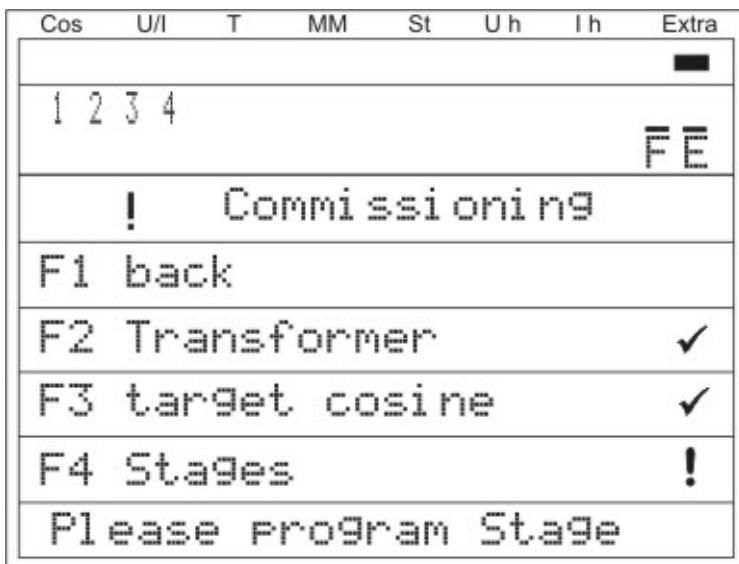 Cos U/I T MM St U h I h Extra
1 2 3 4
F E
! Commissioning
F1 back
F2 Transformer ✓
F3 target cosine ✓
F4 Stages !
Please program Stage